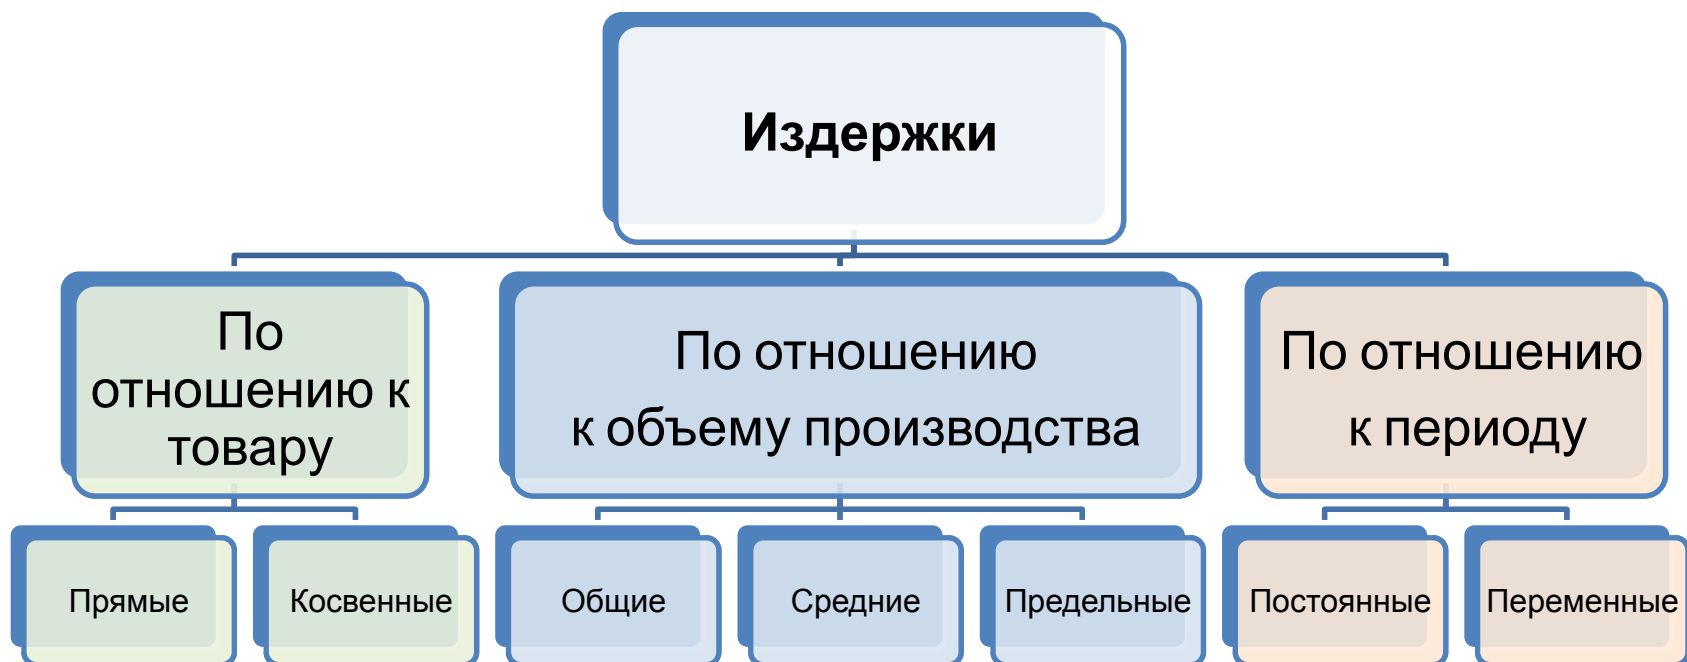 Издержки
По
отношению к
товару
По отношению
к объему производства
По отношению
к периоду
Прямые
Косвенные
Общие
Средние
Предельные
Постоянные
Переменные